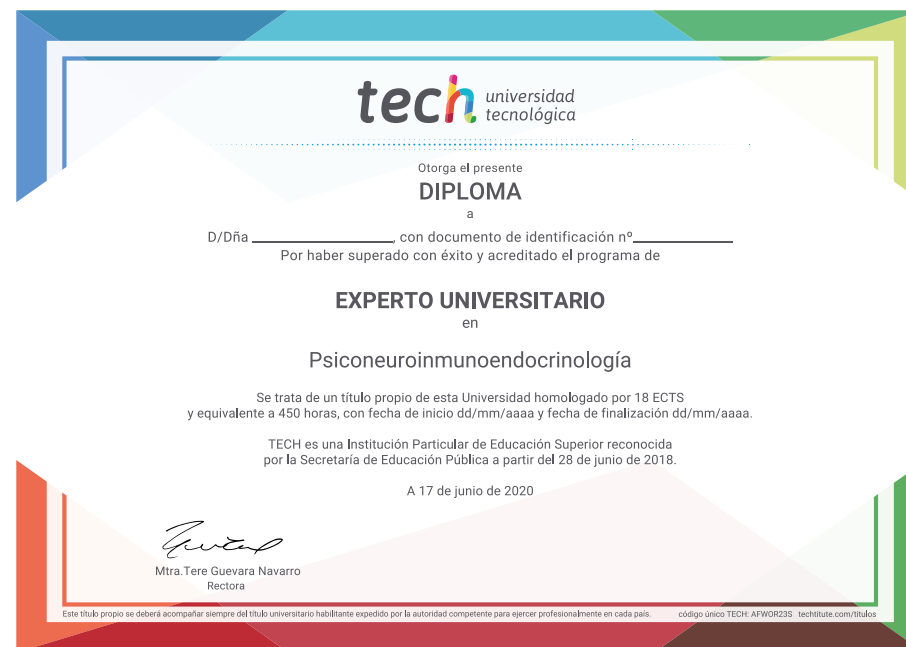 tech universidad
tecnológica
Otorga el presente
DIPLOMA
a
D/Dña ____________________, con documento de identificación nº______________
Por haber superado con éxito y acreditado el programa de
EXPERTO UNIVERSITARIO
en
Psiconeuroinmunoendocrinología
Se trata de un título propio de esta Universidad homologado por 18 ECTS
y equivalente a 450 horas, con fecha de inicio dd/mm/aaaa y fecha de finalización dd/mm/aaaa.
TECH es una Institución Particular de Educación Superior reconocida
por la Secretaría de Educación Pública a partir del 28 de junio de 2018.
A 17 de junio de 2020
Mtra.Tere Guevara Navarro
Rectora
Este título propio se deberá acompañar siempre del título universitario habilitante expedido por la autoridad competente para ejercer profesionalmente en cada país. código único TECH: AFWOR23S techtitute.com/titulos